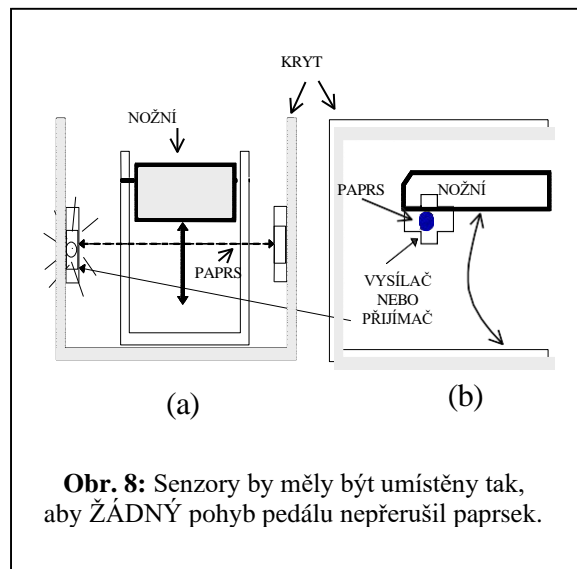 KRYT
NOŽNÍ
PAPRS
(a)
PAPRS
NOŽNÍ
VYSÍLAČ
NEBO
PŘIJÍMAČ
(b)
Obr. 8: Senzory by měly být umístěny tak,
aby ŽÁDNÝ pohyb pedálu nepřerušil paprsek.